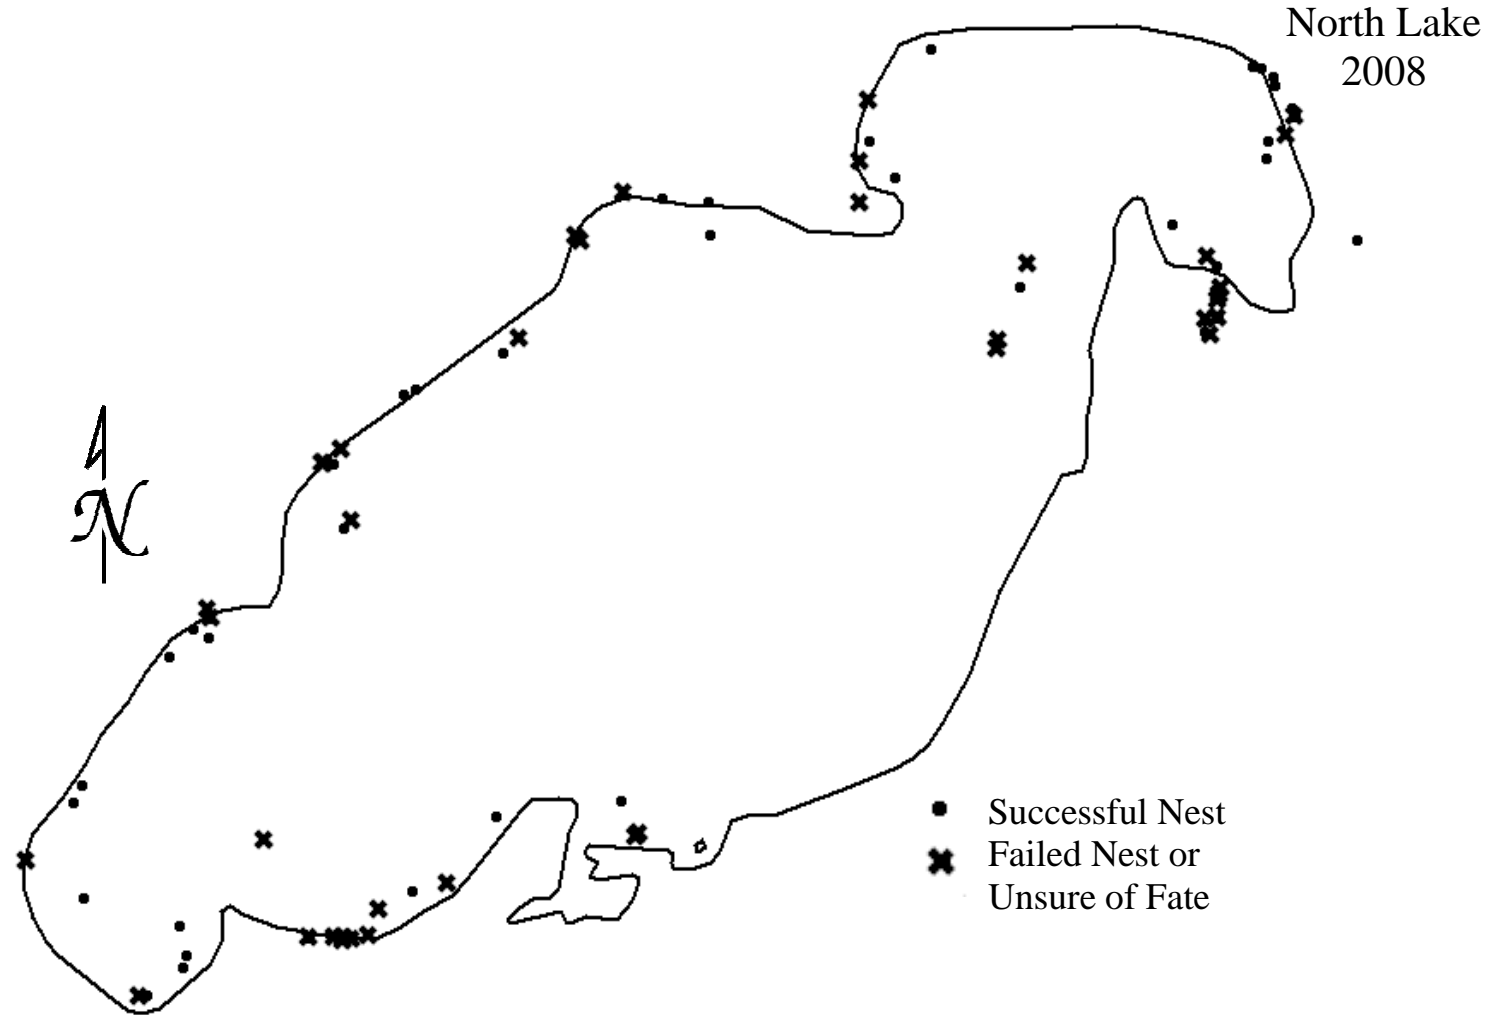 North Lake
2008
N
Successful Nest
Failed Nest or
Unsure of Fate